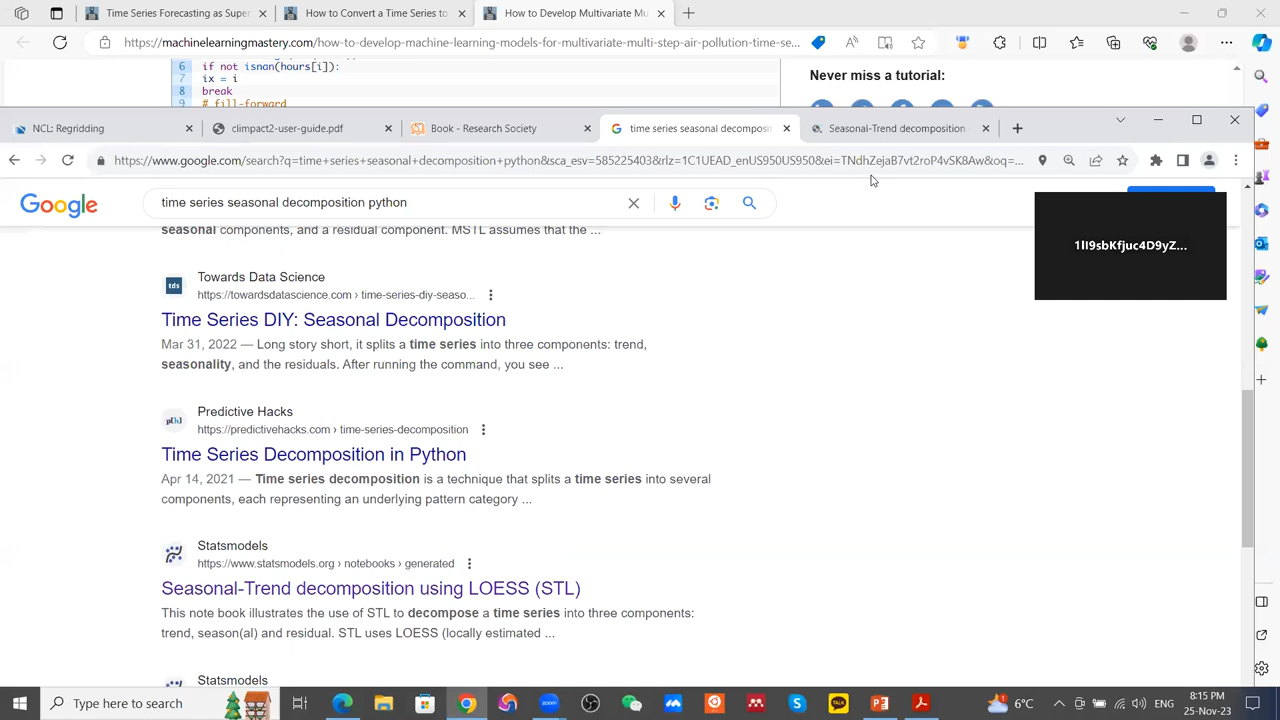 Time Series Forecasting as Super
How to Convert a Time Series to
How to Develop Multivariate Mu
https://machinelearningmastery.com/how-to-develop-machine-learning-models-for-multivariate-multi-step-air-pollution-time-se...
6 if not isnan(hours[i]):
7 ix = i
8 break
9 # fill-forward
Never miss a tutorial:
NCL: Regridding
climpact2-user-guide.pdf
Book - Research Society
time series seasonal decomposi
Seasonal-Trend decomposition
https://www.google.com/search?q=time+series+seasonal+decomposition+python&sca_esv=585225403&rlz=1C1UEAD_enUS950US950&ei=TNdhZejaB7vt2roP4vSK8Aw&oq=...
Google
time series seasonal decomposition python
seasonal components, and a residual component. MSTL assumes that the ...
1lI9sbKfjuc4D9yZ...
tds
Towards Data Science
https://towardsdatascience.com › time-series-diy-seaso...
Time Series DIY: Seasonal Decomposition
Mar 31, 2022 — Long story short, it splits a time series into three components: trend,
seasonality, and the residuals. After running the command, you see ...
p[h]
Predictive Hacks
https://predictivehacks.com › time-series-decomposition
Time Series Decomposition in Python
Apr 14, 2021 — Time series decomposition is a technique that splits a time series into several
components, each representing an underlying pattern category ...
Statsmodels
https://www.statsmodels.org › notebooks › generated
Seasonal-Trend decomposition using LOESS (STL)
This note book illustrates the use of STL to decompose a time series into three components:
trend, season(al) and residual. STL uses LOESS (locally estimated ...
Statsmodels
Type here to search
zoom
TALK
6°C
ENG
8:15 PM
25-Nov-23